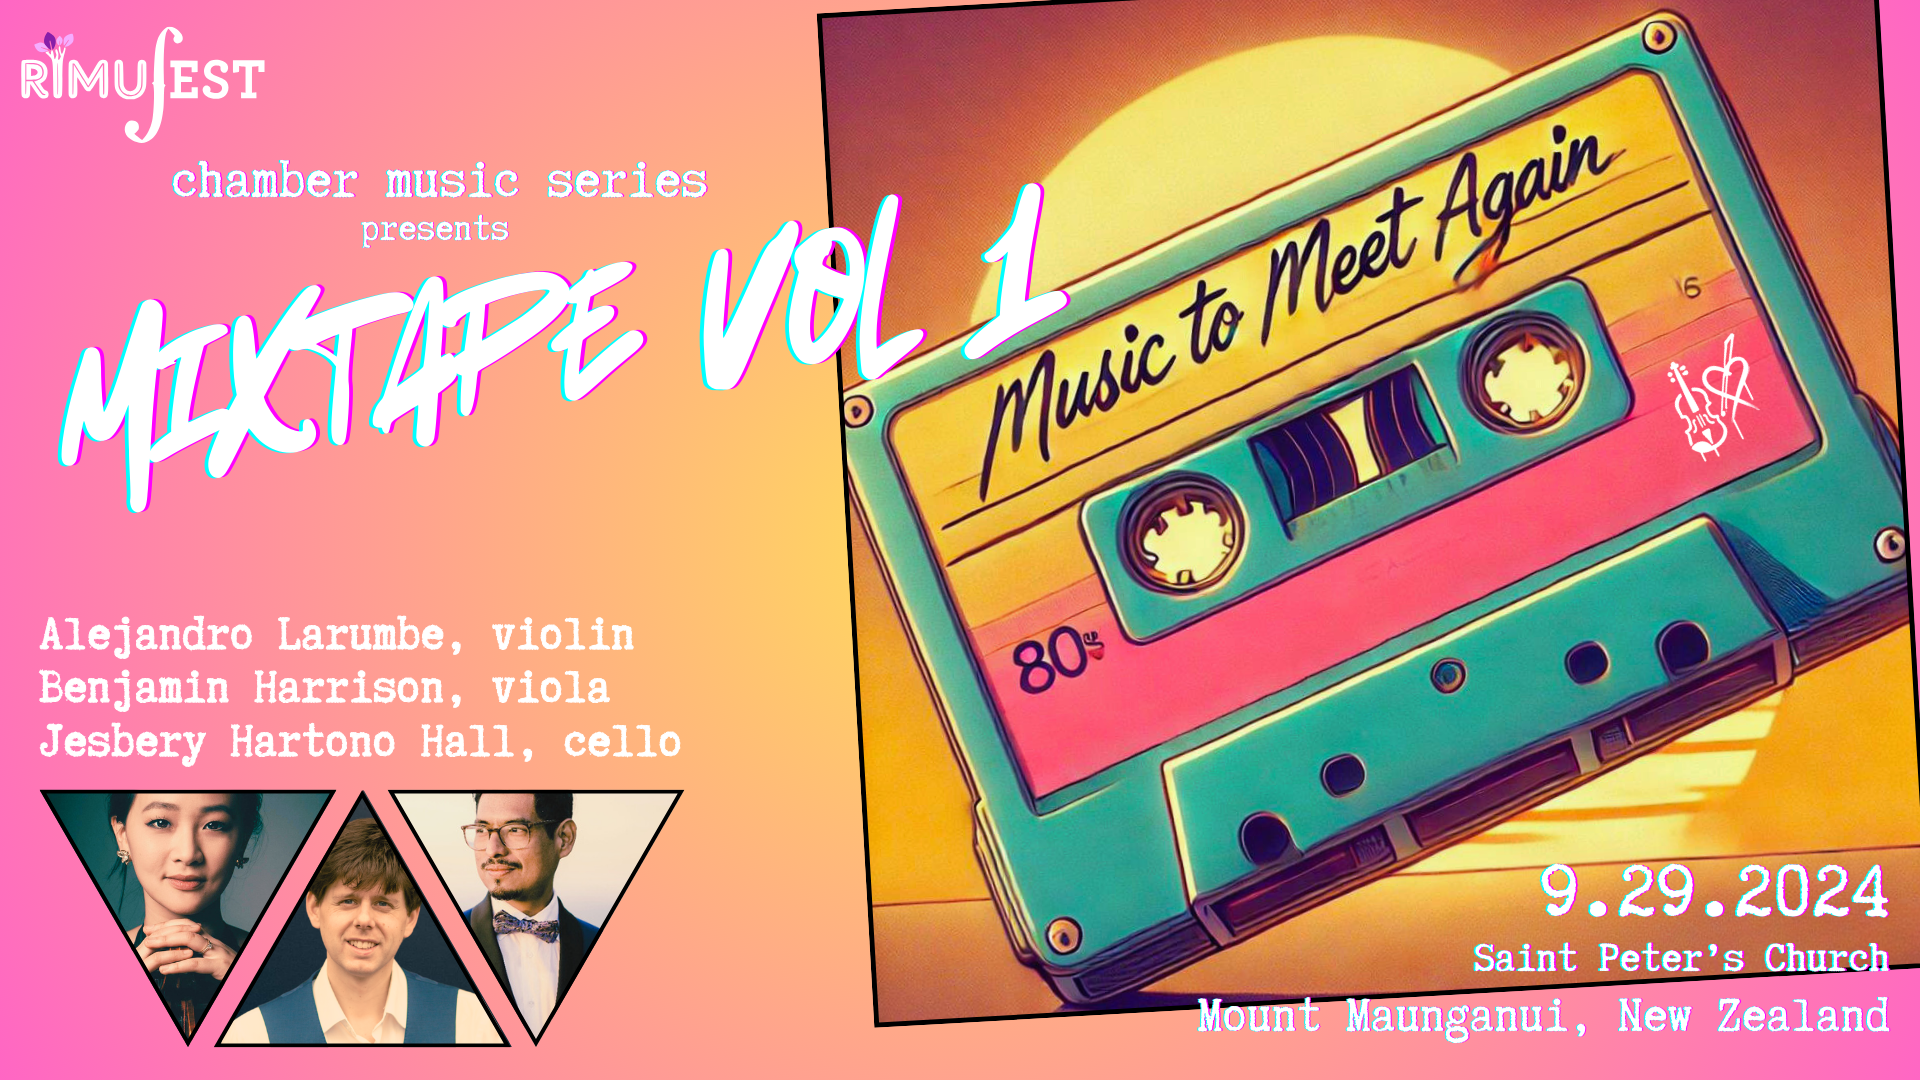 RIMUFEST
chamber music series
presents
MIXTAPE VOL 1
Music to Meet Again
16
80s
Alejandro Larumbe, violin
Benjamin Harrison, viola
Jesbery Hartono Hall, cello
9.29.2024
Saint Peter's Church
Mount Maunganui, New Zealand